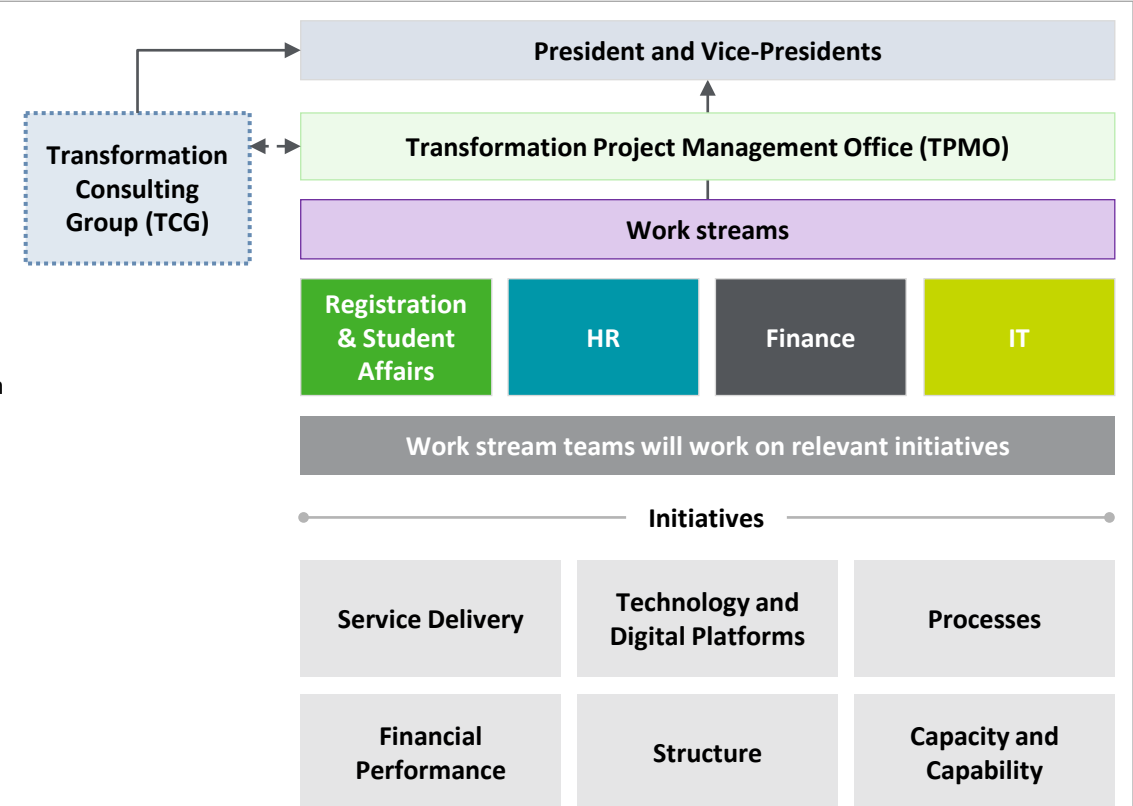 President and Vice-Presidents
Transformation
Consulting
Group (TCG)
Transformation Project Management Office (TPMO)
Work streams
Registration
& Student
Affairs
HR
Finance
IT
Work stream teams will work on relevant initiatives
Initiatives
Service Delivery
Technology and
Digital Platforms
Processes
Financial
Performance
Structure
Capacity and
Capability